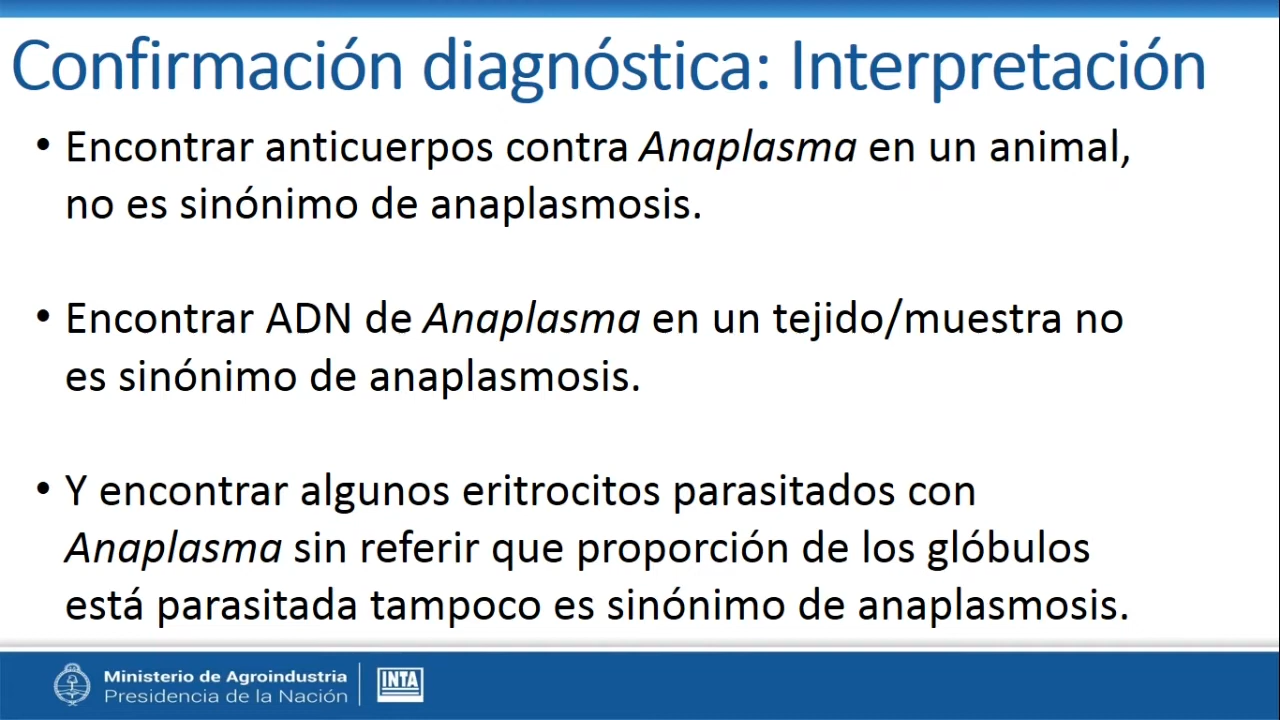 Confirmación diagnóstica: Interpretación
• Encontrar anticuerpos contra Anaplasma en un animal,
no es sinónimo de anaplasmosis.
• Encontrar ADN de Anaplasma en un tejido/muestra no
es sinónimo de anaplasmosis.
• Y encontrar algunos eritrocitos parasitados con
Anaplasma sin referir que proporción de los glóbulos
está parasitada tampoco es sinónimo de anaplasmosis.
Ministerio de Agroindustria
Presidencia de la Nación
INTA